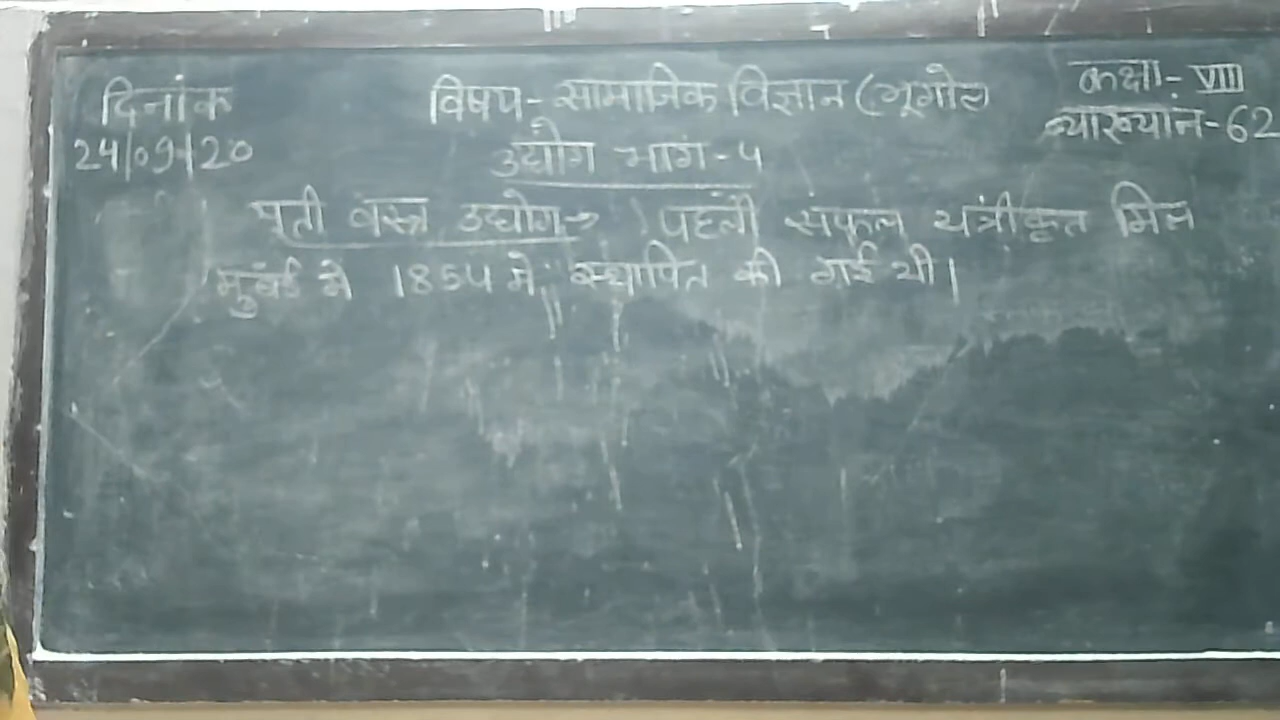 दिनांक
24/09/20
विषय - सामाजिक विज्ञान (भूगोल
कक्षा - VIII
व्याख्यान - 62
उद्योग भाग - 5
सूती वस्त्र उद्योग → पहली सफल यंत्रीकृत मिल
मुंबई में 1854 में स्थापित की गई थी।